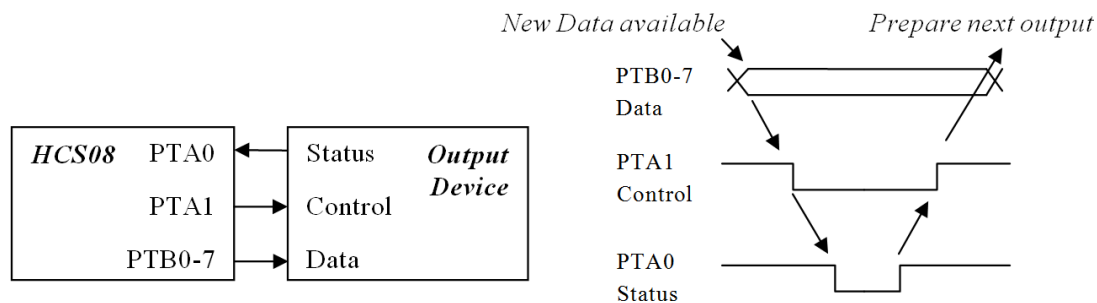 HCS08 PTA0 Status Output
Device
PTA1 Control
PTB0-7 Data
New Data available Prepare next output
PTB0-7
Data
PTA1
Control
PTA0
Status